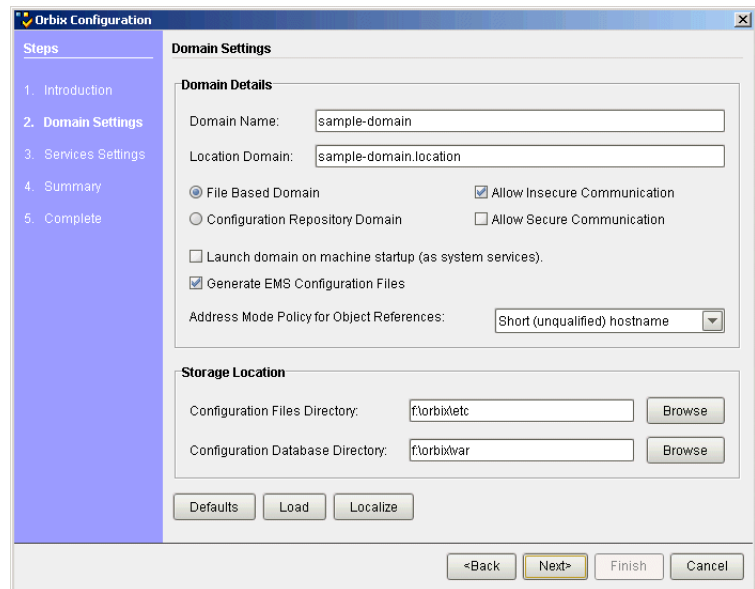 Orbix Configuration
Steps
1. Introduction
2. Domain Settings
3. Services Settings
4. Summary
5. Complete
Domain Settings
Domain Details
Domain Name: sample-domain
Location Domain: sample-domain.location
File Based Domain Allow Insecure Communication
Configuration Repository Domain Allow Secure Communication
Launch domain on machine startup (as system services).
Generate EMS Configuration Files
Address Mode Policy for Object References: Short (unqualified) hostname
Storage Location
Configuration Files Directory: f:\orbix\etc Browse
Configuration Database Directory: f:\orbix\var Browse
Defaults Load Localize
<Back Next> Finish Cancel